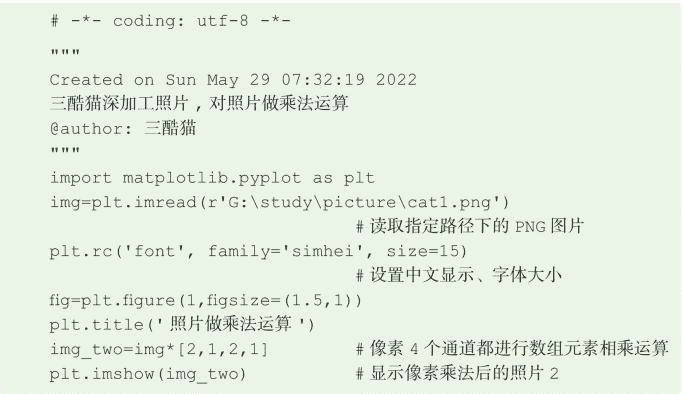 # -*- coding: utf-8 -*-
"""
Created on Sun May 29 07:32:19 2022
三酷猫深加工照片，对照片做乘法运算
@author: 三酷猫
"""
import matplotlib.pyplot as plt
img=plt.imread(r'G:\study\picture\cat1.png')
#读取指定路径下的 PNG 图片
plt.rc('font', family='simhei', size=15)
#设置中文显示、字体大小
fig=plt.figure(1,figsize=(1.5,1))
plt.title('照片做乘法运算')
img_two=img*[2,1,2,1] #像素 4 个通道都进行数组元素相乘运算
plt.imshow(img_two) #显示像素乘法后的照片 2